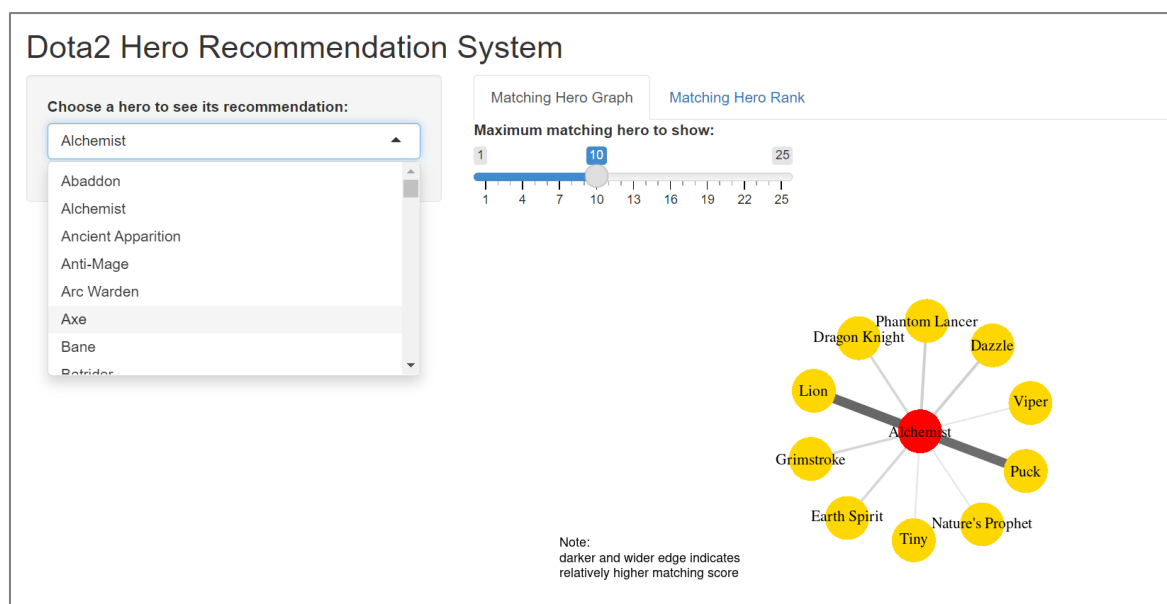 Dota2 Hero Recommendation System
Choose a hero to see its recommendation:
Alchemist
Abaddon
Alchemist
Ancient Apparition
Anti-Mage
Arc Warden
Axe
Bane
Batrider
Matching Hero Graph
Matching Hero Rank
Maximum matching hero to show:
1 10 25
1 4 7 10 13 16 19 22 25
Phantom Lancer
Dragon Knight
Dazzle
Lion
Viper
Alchemist
Grimstroke
Puck
Earth Spirit
Nature's Prophet
Tiny
Note:
darker and wider edge indicates
relatively higher matching score